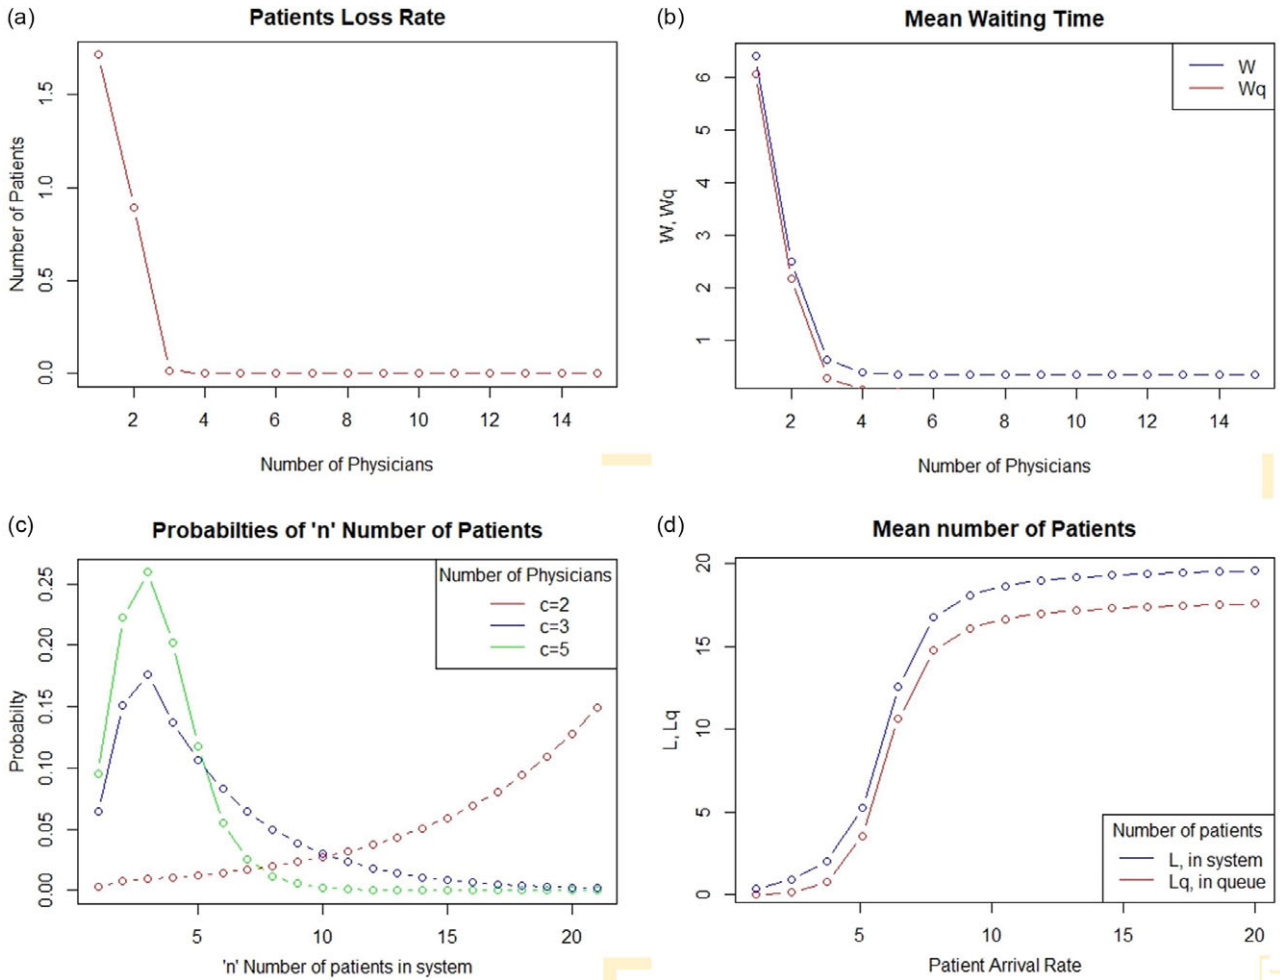 (a)
Patients Loss Rate
Number of Patients
0.0 0.5 1.0 1.5
2 4 6 8 10 12 14
Number of Physicians
(b)
Mean Waiting Time
W, Wq
1 2 3 4 5 6
W
Wq
2 4 6 8 10 12 14
Number of Physicians
(c)
Probabilties of 'n' Number of Patients
Probabilty
0.00 0.05 0.10 0.15 0.20 0.25
Number of Physicians
c=2
c=3
c=5
5 10 15 20
'n' Number of patients in system
(d)
Mean number of Patients
L, Lq
0 5 10 15 20
Number of patients
L, in system
Lq, in queue
5 10 15 20
Patient Arrival Rate